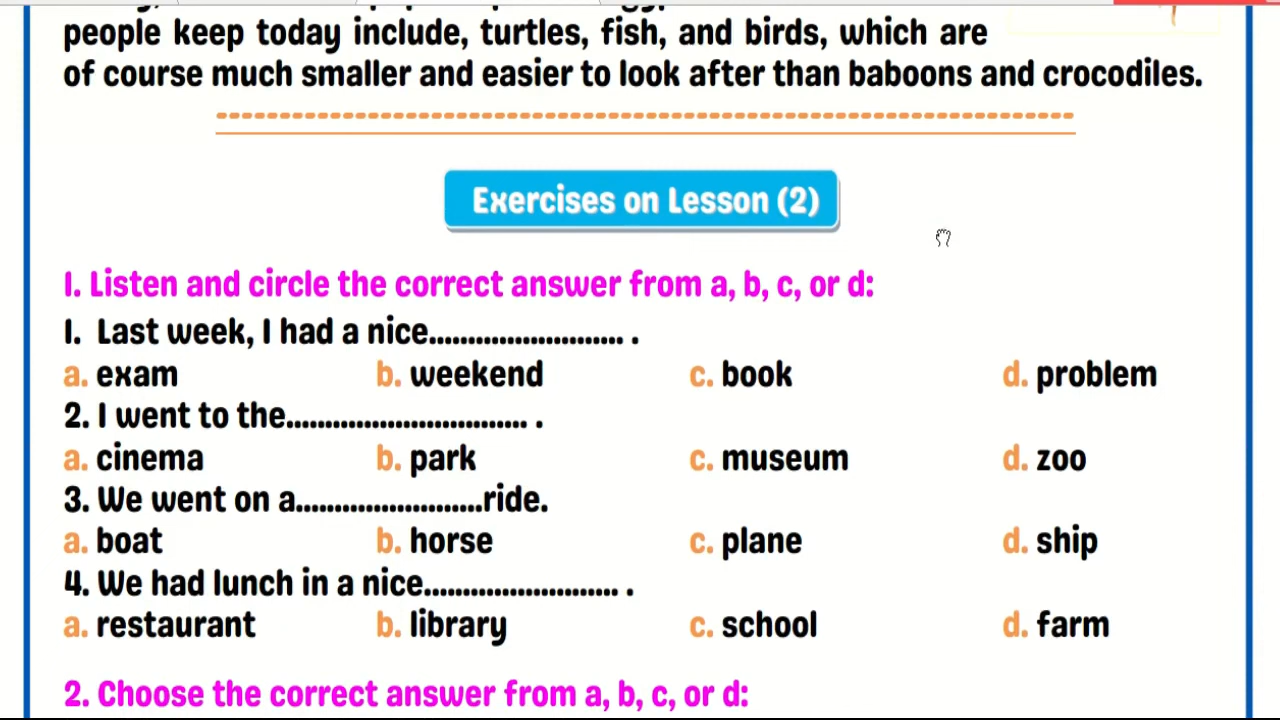 people keep today include, turtles, fish, and birds, which are
of course much smaller and easier to look after than baboons and crocodiles.
Exercises on Lesson (2)
1. Listen and circle the correct answer from a, b, c, or d:
1. Last week, I had a nice......................... .
a. exam b. weekend c. book d. problem
2. I went to the............................... .
a. cinema b. park c. museum d. zoo
3. We went on a........................ride.
a. boat b. horse c. plane d. ship
4. We had lunch in a nice......................... .
a. restaurant b. library c. school d. farm
2. Choose the correct answer from a, b, c, or d: